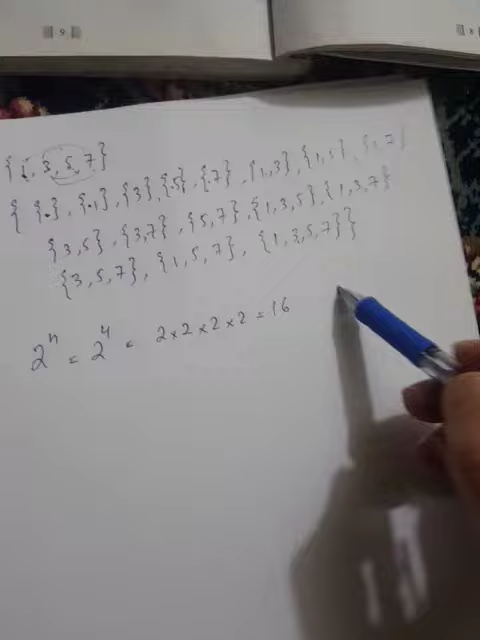 9
8
{1, 3, 5, 7}
{ { }, {1}, {3}, {5}, {7}, {1,3}, {1,5}, {1,7}
{3,5}, {3,7}, {5,7}, {1,3,5}, {1,3,7}
{3,5,7}, {1,5,7}, {1,3,5,7}}
2ⁿ = 2⁴ = 2×2×2×2 = 16